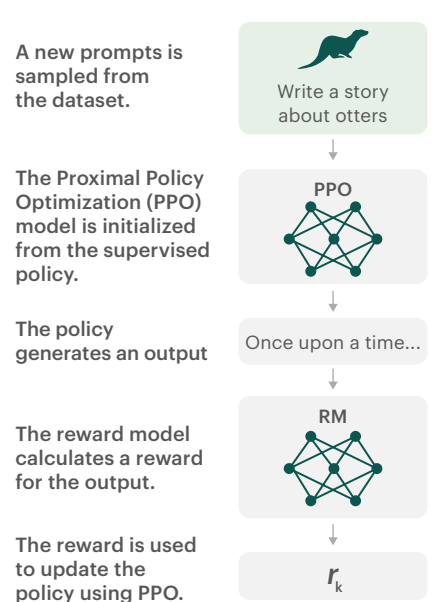 A new prompts is
sampled from
the dataset.
Write a story
about otters
The Proximal Policy
Optimization (PPO)
model is initialized
from the supervised
policy.
PPO
The policy
generates an output
Once upon a time...
The reward model
calculates a reward
for the output.
RM
The reward is used
to update the
policy using PPO.
rk